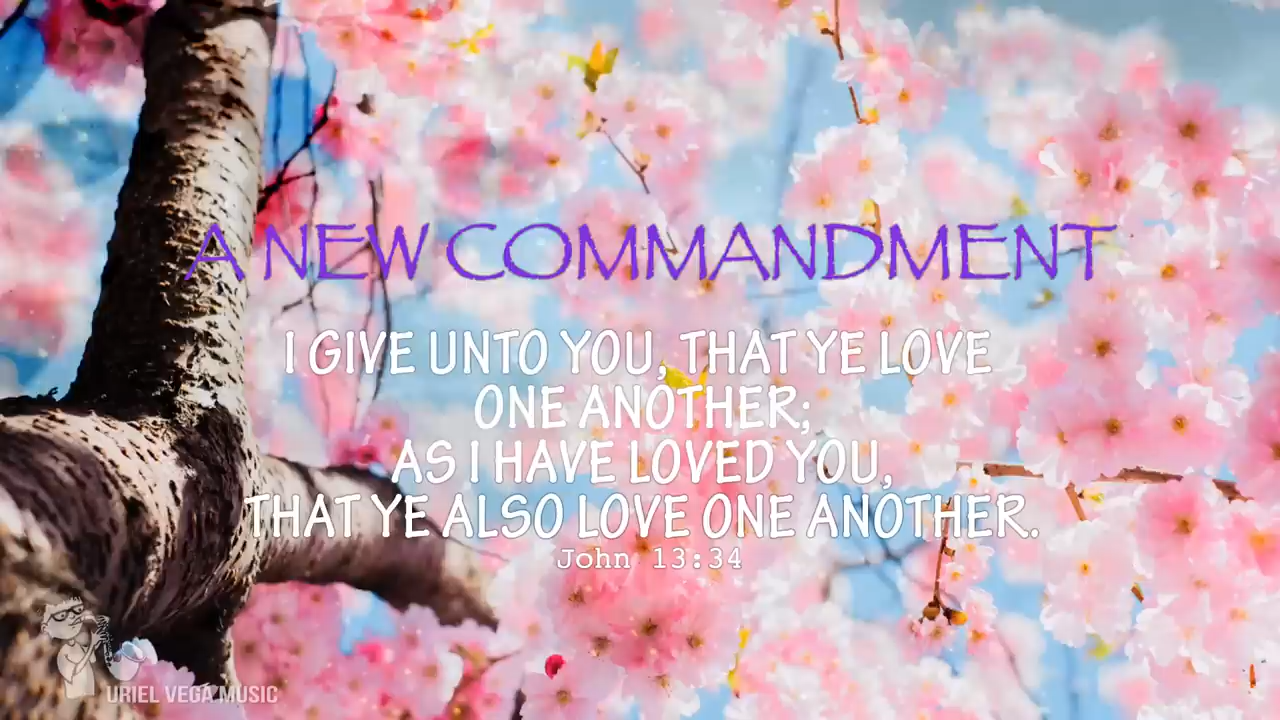 A NEW COMMANDMENT
I GIVE UNTO YOU, THAT YE LOVE
ONE ANOTHER;
AS I HAVE LOVED YOU,
THAT YE ALSO LOVE ONE ANOTHER.
John 13:34
URIEL VEGA MUSIC